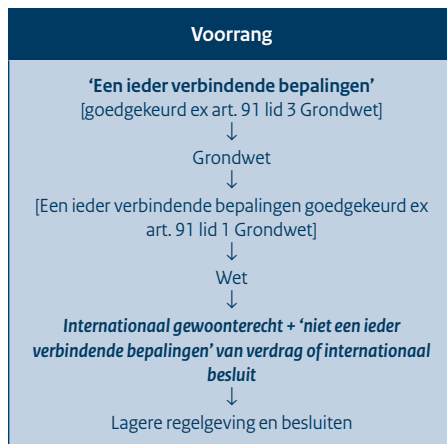 Voorrang
‘Een ieder verbindende bepalingen’
[goedgekeurd ex art. 91 lid 3 Grondwet]
↓
Grondwet
↓
[Een ieder verbindende bepalingen goedgekeurd ex
art. 91 lid 1 Grondwet]
↓
Wet
↓
Internationaal gewoonterecht + ‘niet een ieder
verbindende bepalingen’ van verdrag of internationaal
besluit
↓
Lagere regelgeving en besluiten